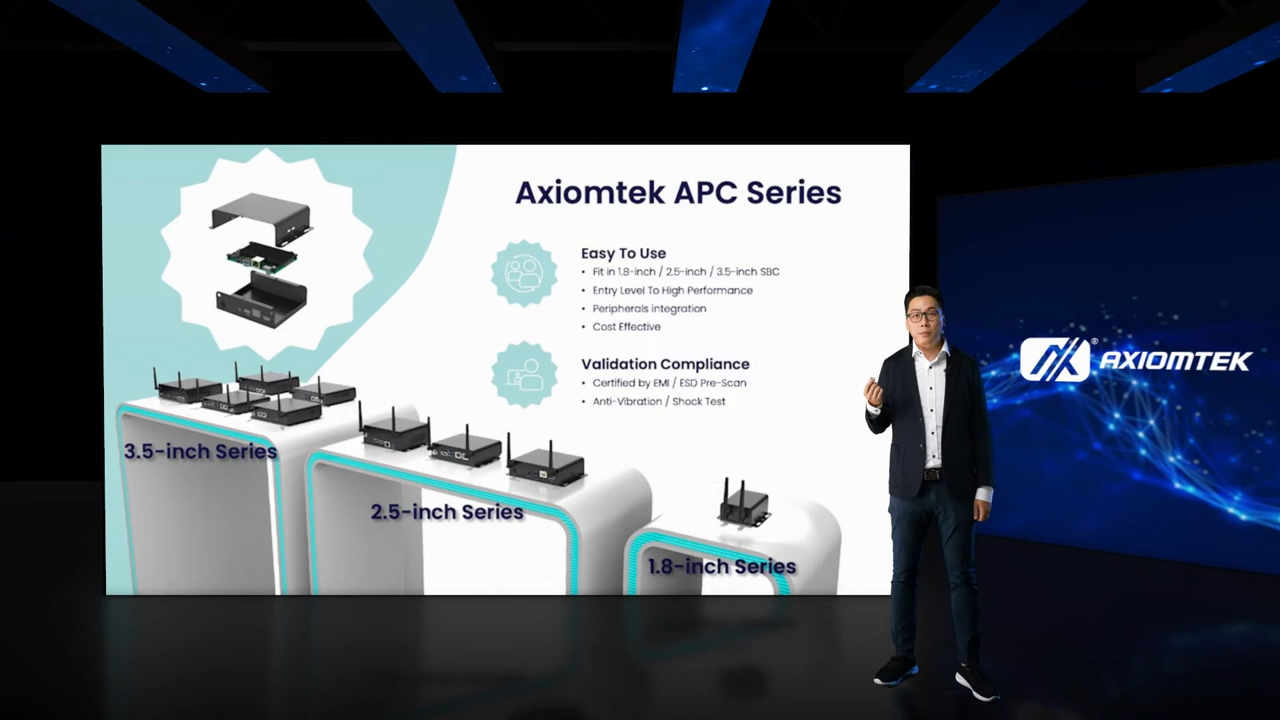 Axiomtek APC Series
Easy To Use
• Fit in 1.8-inch / 2.5-inch / 3.5-inch SBC
• Entry Level To High Performance
• Peripherals integration
• Cost Effective
Validation Compliance
• Certified by EMI / ESD Pre-Scan
• Anti-Vibration / Shock Test
3.5-inch Series
2.5-inch Series
1.8-inch Series
AXIOMTEK®